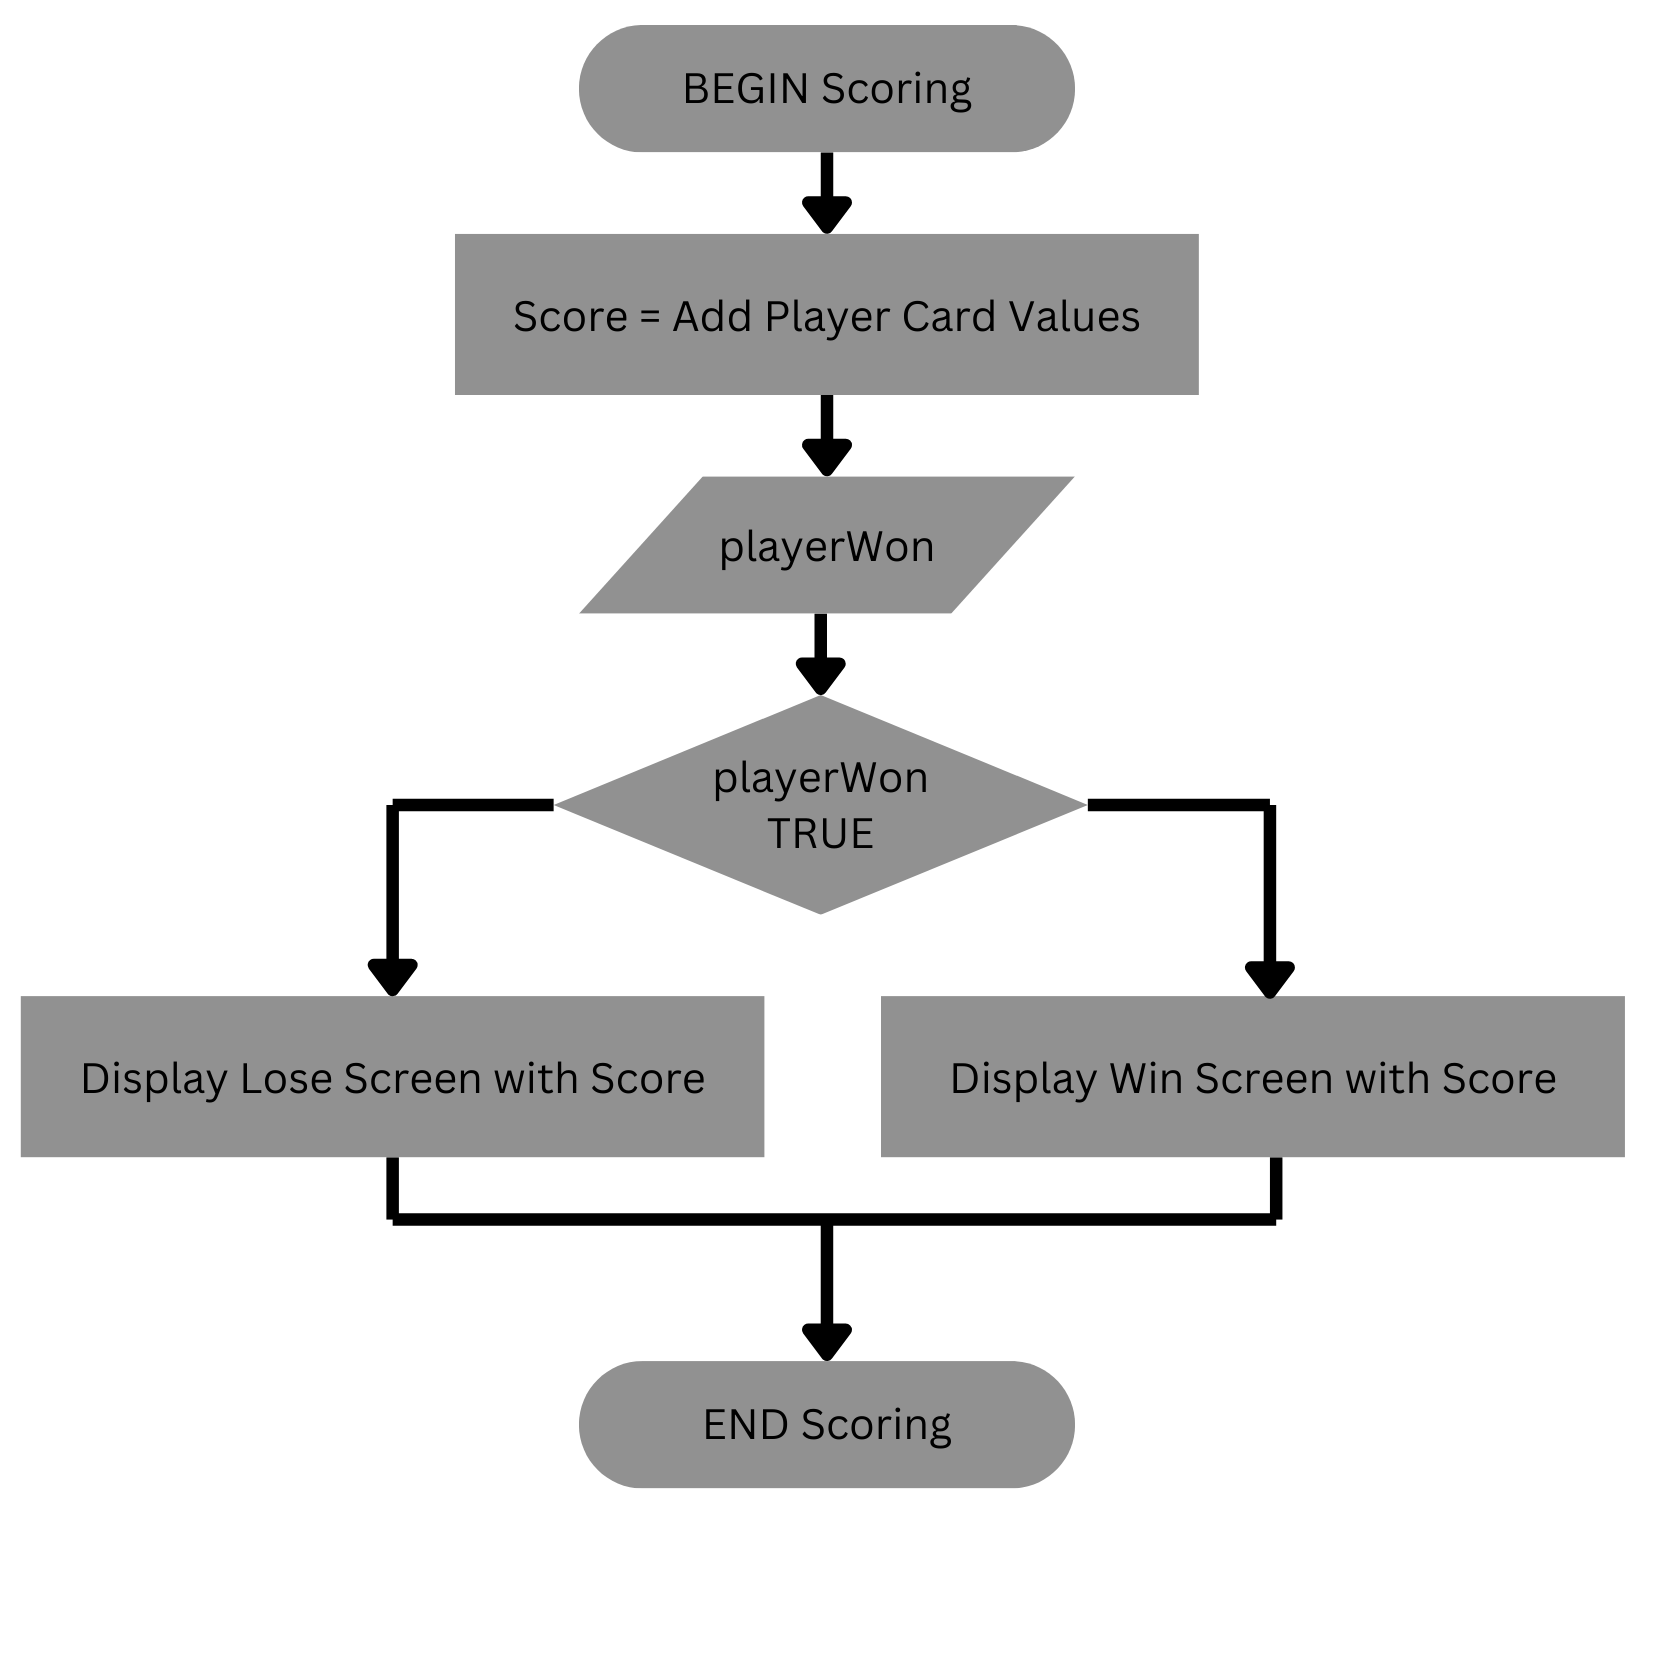 BEGIN Scoring
Score = Add Player Card Values
playerWon
playerWon
TRUE
Display Lose Screen with Score
Display Win Screen with Score
END Scoring